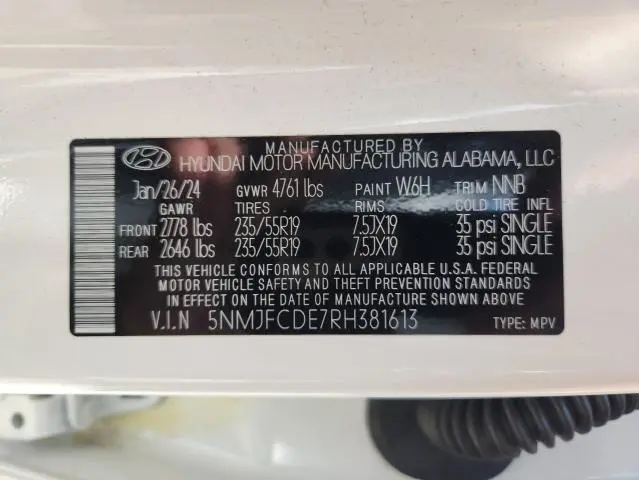 MANUFACTURED BY
HYUNDAI MOTOR MANUFACTURING ALABAMA, LLC
Jan/26/24 GVWR 4761 lbs PAINT W6H TRIM NNB
GAWR TIRES RIMS COLD TIRE INFL
FRONT 2778 lbs 235/55R19 7.5JX19 35 psi SINGLE
REAR 2646 lbs 235/55R19 7.5JX19 35 psi SINGLE
THIS VEHICLE CONFORMS TO ALL APPLICABLE U.S.A. FEDERAL
MOTOR VEHICLE SAFETY AND THEFT PREVENTION STANDARDS
IN EFFECT ON THE DATE OF MANUFACTURE SHOWN ABOVE
V.I.N 5NMJFCDE7RH381613 TYPE: MPV